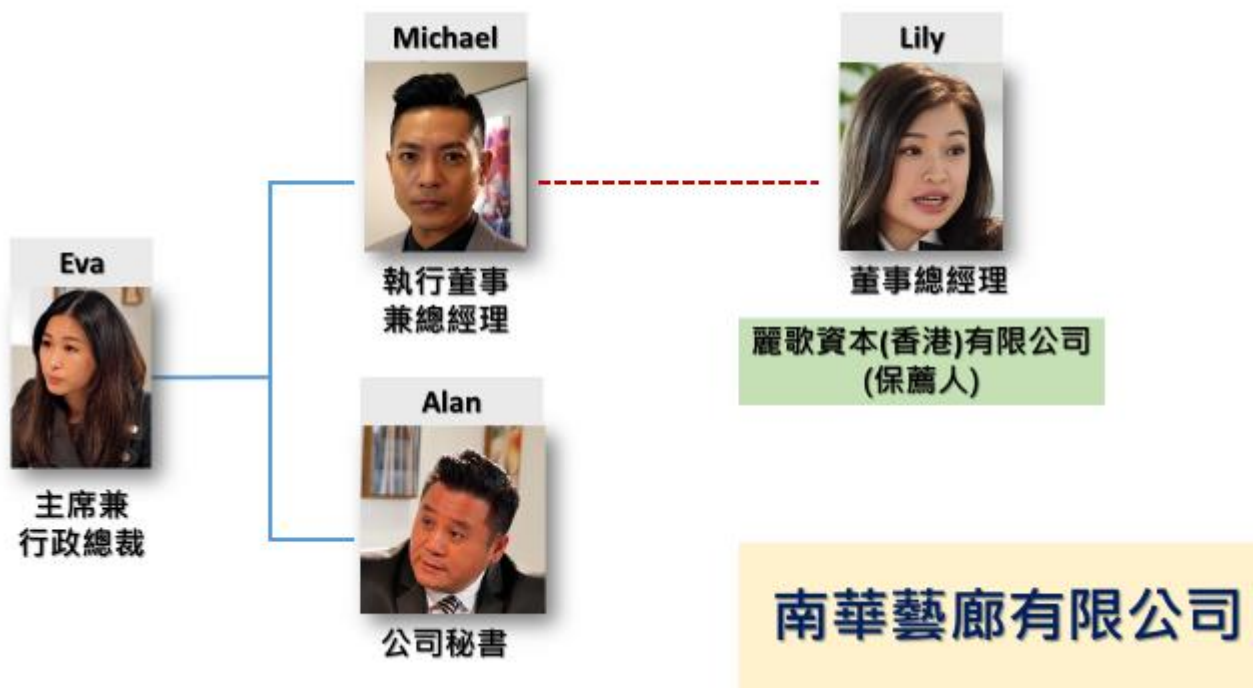 Michael
Lily
Eva
執行董事
兼總經理
董事總經理
麗歌資本(香港)有限公司
(保薦人)
Alan
主席兼
行政總裁
公司秘書
南華藝廊有限公司